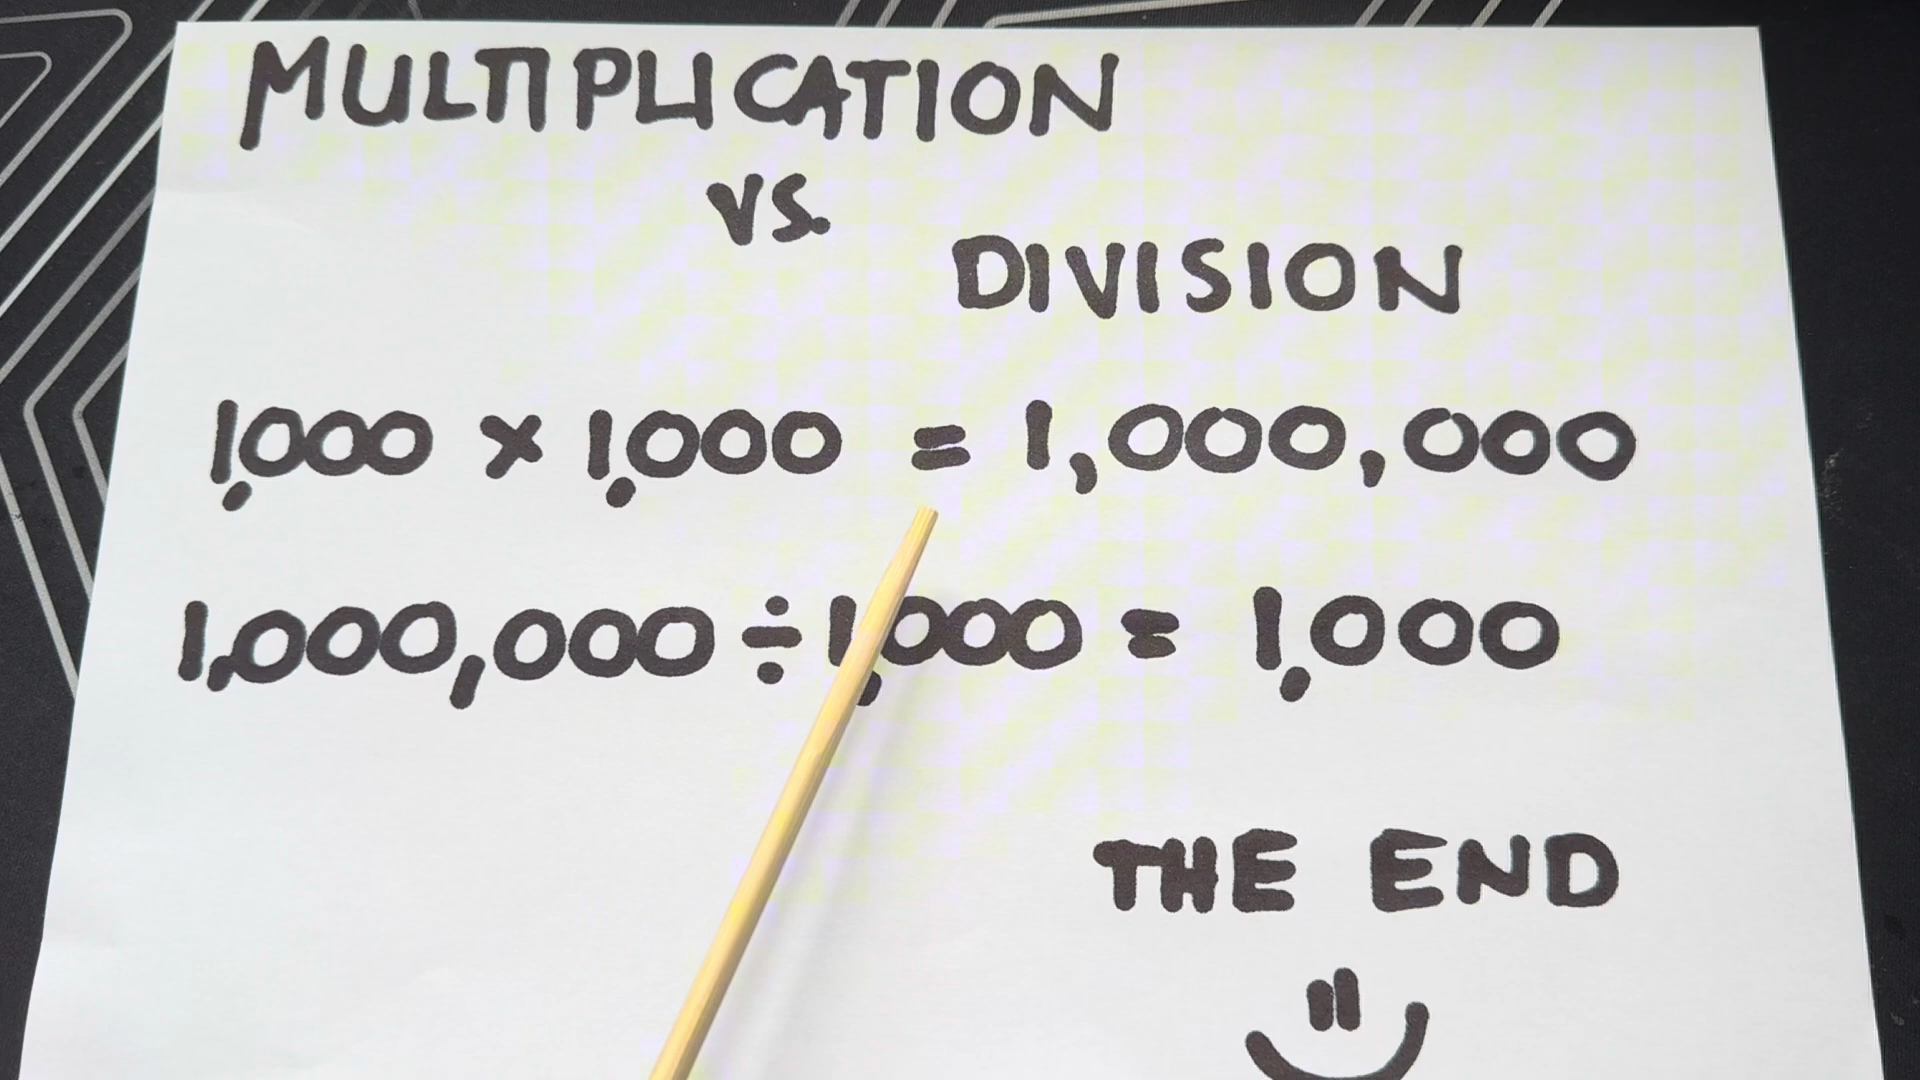 MULTIPLICATION
VS.
DIVISION
1,000 × 1,000 = 1,000,000
1,000,000 ÷ 1,000 = 1,000
THE END